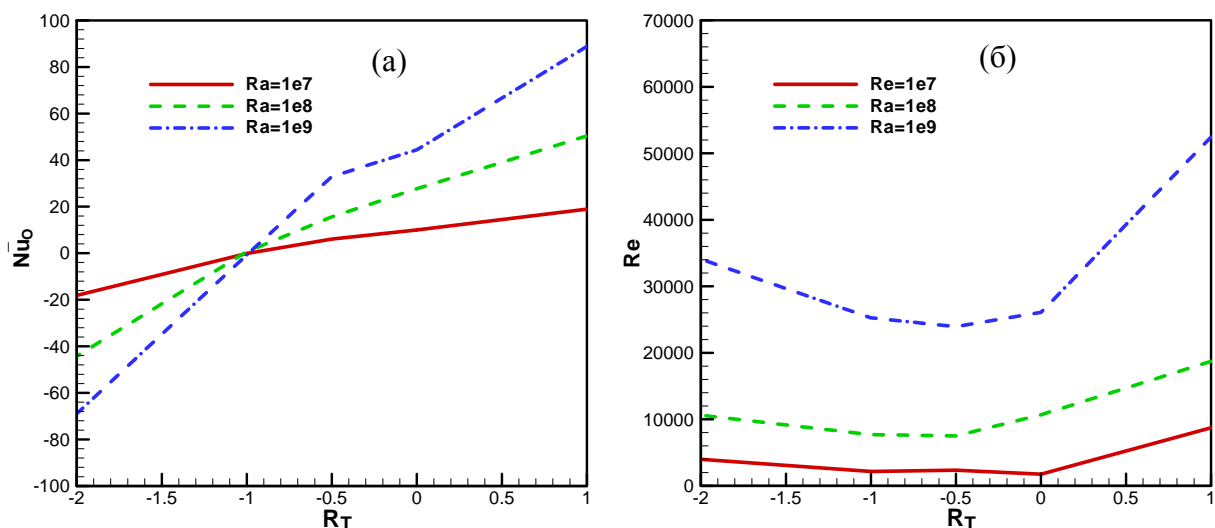 100
80
60
40
20
0
-20
-40
-60
-80
-100
N̄u_O
(а)
Ra=1e7
Ra=1e8
Ra=1e9
-2 -1.5 -1 -0.5 0 0.5 1
R_T
70000
60000
50000
40000
30000
20000
10000
0
Re
(б)
Re=1e7
Ra=1e8
Ra=1e9
-2 -1.5 -1 -0.5 0 0.5 1
R_T